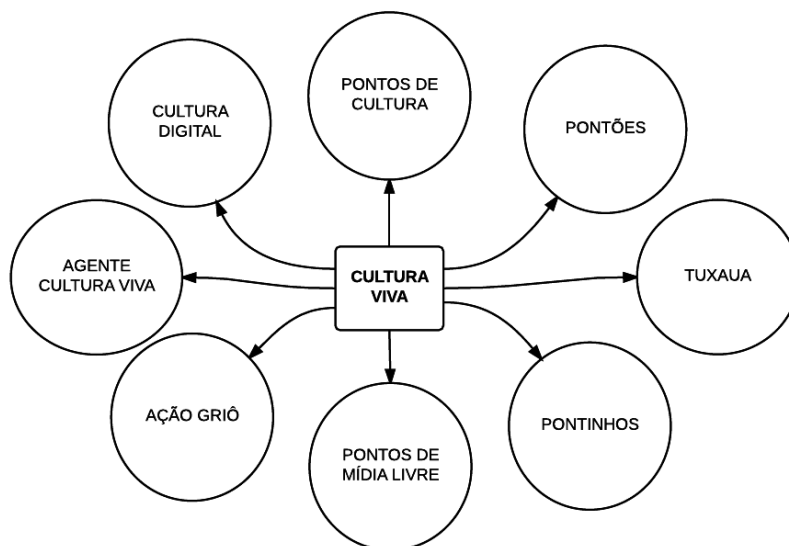 PONTOS DE
CULTURA
CULTURA
DIGITAL
PONTÕES
AGENTE
CULTURA VIVA
CULTURA
VIVA
TUXAUA
AÇÃO GRIÔ
PONTOS DE
MÍDIA LIVRE
PONTINHOS